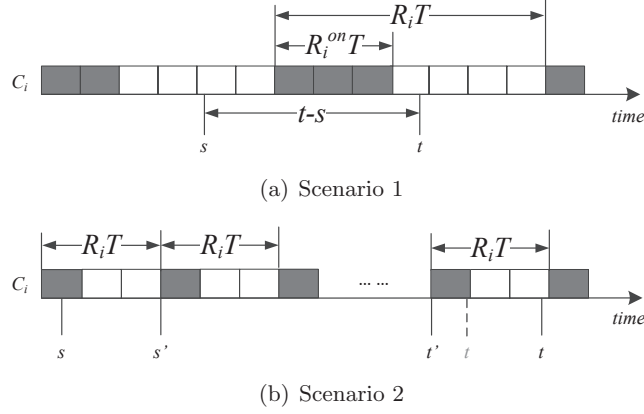 R_iT
R_i^{on}T
C_i
t-s
time
s
t
(a) Scenario 1
R_iT
R_iT
R_iT
C_i
... ...
time
s
s'
t'
t
t
(b) Scenario 2